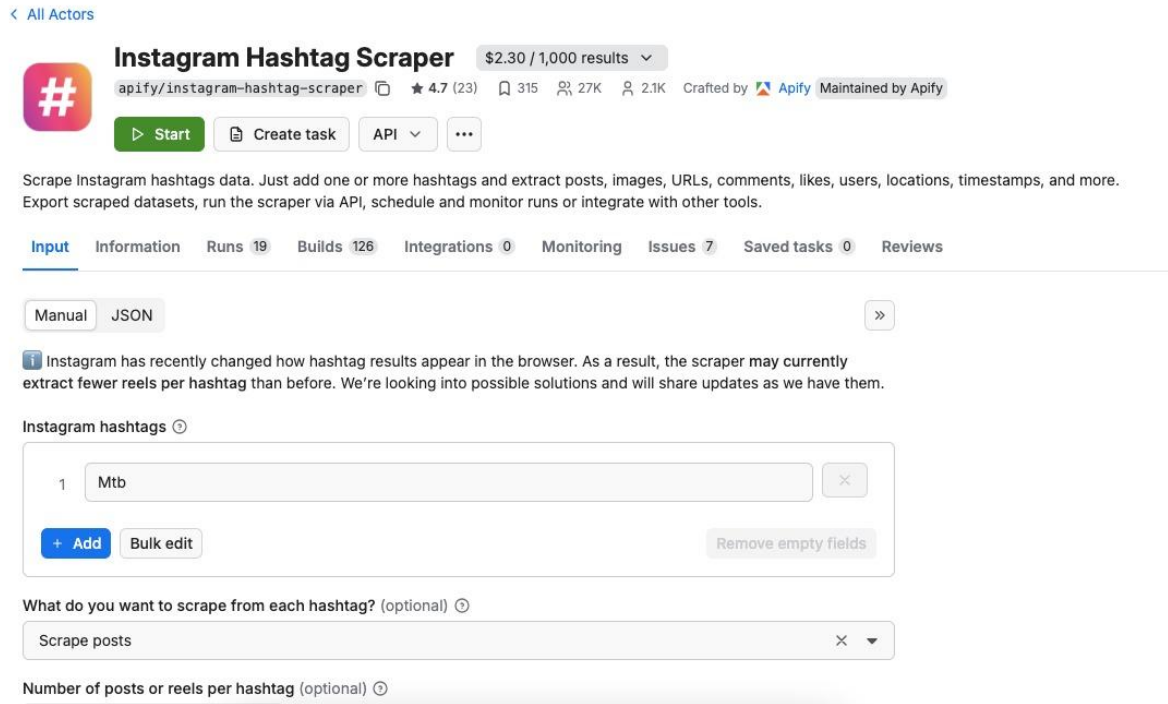 All Actors
Instagram Hashtag Scraper $2.30 / 1,000 results
apify/instagram-hashtag-scraper 4.7 (23) 315 27K 2.1K Crafted by Apify Maintained by Apify
Start Create task API
Scrape Instagram hashtags data. Just add one or more hashtags and extract posts, images, URLs, comments, likes, users, locations, timestamps, and more.
Export scraped datasets, run the scraper via API, schedule and monitor runs or integrate with other tools.
Input Information Runs 19 Builds 126 Integrations 0 Monitoring Issues 7 Saved tasks 0 Reviews
Manual JSON
Instagram has recently changed how hashtag results appear in the browser. As a result, the scraper may currently
extract fewer reels per hashtag than before. We're looking into possible solutions and will share updates as we have them.
Instagram hashtags
1 Mtb
+ Add Bulk edit Remove empty fields
What do you want to scrape from each hashtag? (optional)
Scrape posts
Number of posts or reels per hashtag (optional)